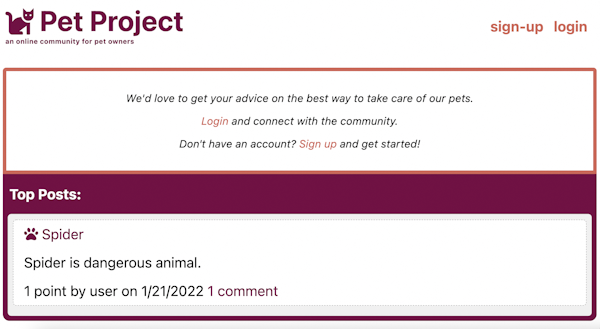 Pet Project
an online community for pet owners
sign-up login
We'd love to get your advice on the best way to take care of our pets.
Login and connect with the community.
Don't have an account? Sign up and get started!
Top Posts:
Spider
Spider is dangerous animal.
1 point by user on 1/21/2022 1 comment